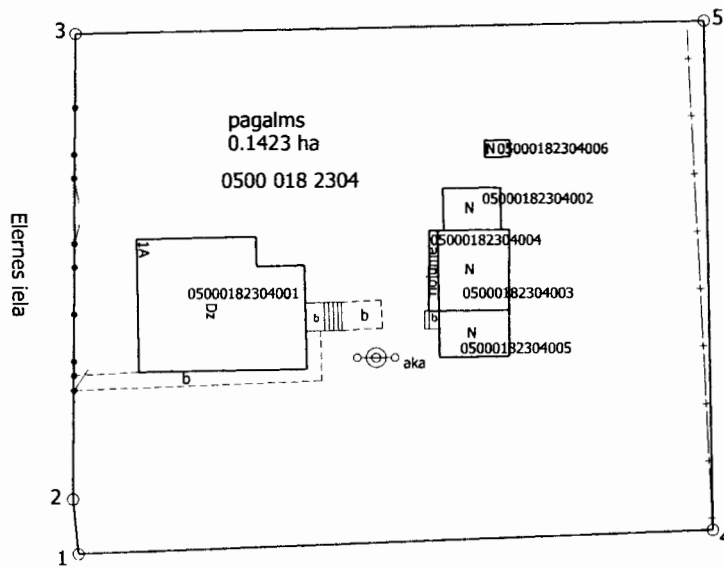 3
5
pagalms
0.1423 ha
0500 018 2304
N 05000182304006
05000182304002
N
Elernes iela
1A
05000182304004
N
05000182304001
05000182304003
Dz
b
b
b
N
05000182304005
aka
b
2
1
4